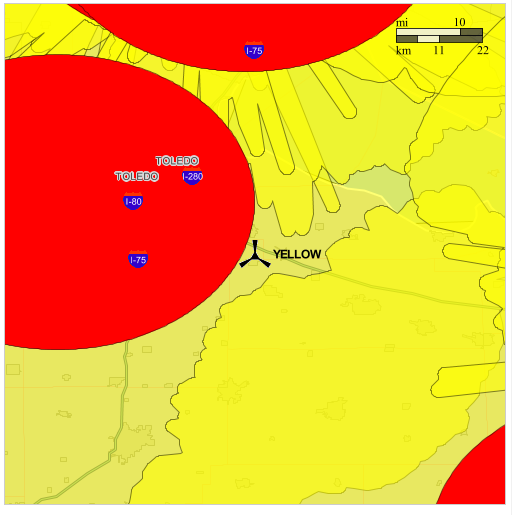 mi 10
km 11 22
I-75
TOLEDO
TOLEDO
I-280
I-80
YELLOW
I-75